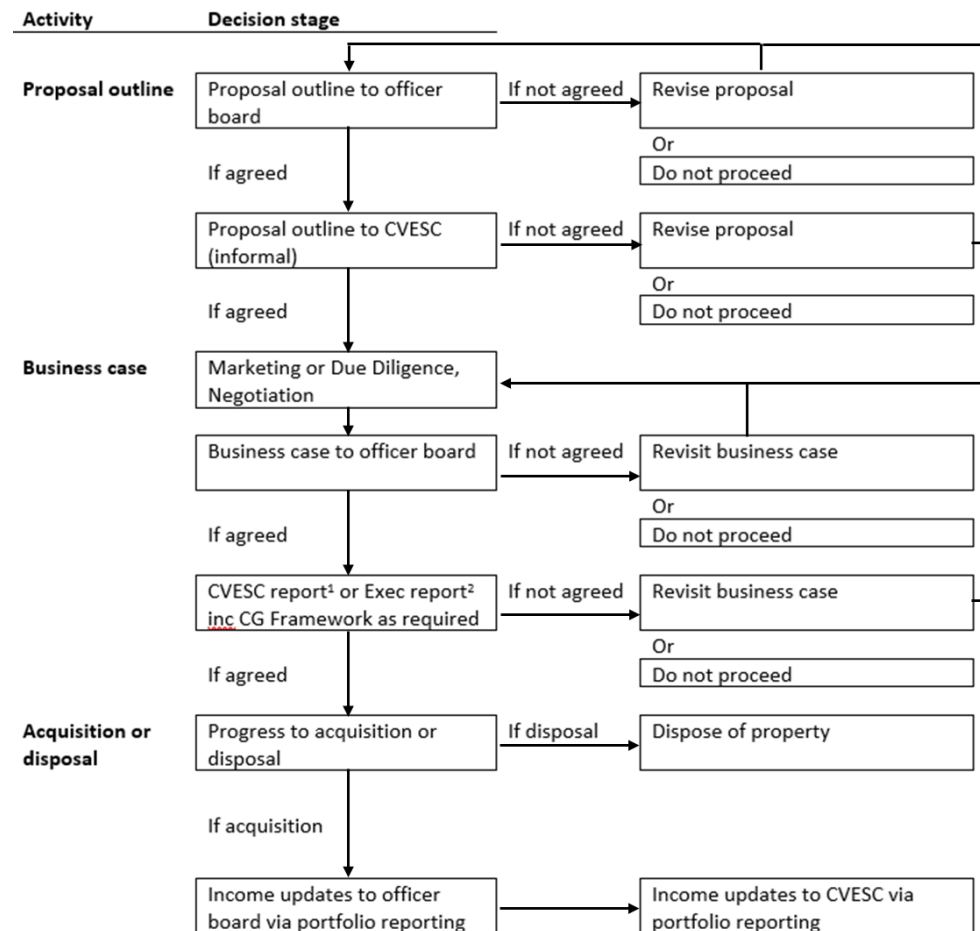 Activity
Decision stage
Proposal outline
Proposal outline to officer
board
If not agreed
Revise proposal
Or
Do not proceed
If agreed
Proposal outline to CVESC
(informal)
If not agreed
Revise proposal
Or
Do not proceed
If agreed
Business case
Marketing or Due Diligence,
Negotiation
Business case to officer board
If not agreed
Revisit business case
Or
Do not proceed
If agreed
CVESC report¹ or Exec report²
inc CG Framework as required
If not agreed
Revisit business case
Or
Do not proceed
If agreed
Acquisition or
disposal
Progress to acquisition or
disposal
If disposal
Dispose of property
If acquisition
Income updates to officer
board via portfolio reporting
Income updates to CVESC via
portfolio reporting